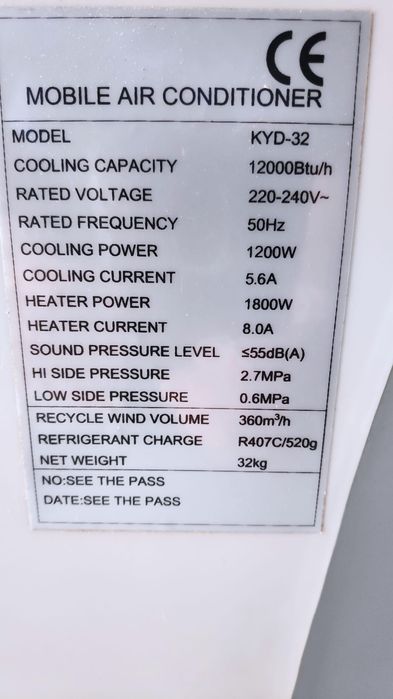 CE
MOBILE AIR CONDITIONER
MODEL KYD-32
COOLING CAPACITY 12000Btu/h
RATED VOLTAGE 220-240V~
RATED FREQUENCY 50Hz
COOLING POWER 1200W
COOLING CURRENT 5.6A
HEATER POWER 1800W
HEATER CURRENT 8.0A
SOUND PRESSURE LEVEL ≤55dB(A)
HI SIDE PRESSURE 2.7MPa
LOW SIDE PRESSURE 0.6MPa
RECYCLE WIND VOLUME 360m³/h
REFRIGERANT CHARGE R407C/520g
NET WEIGHT 32kg
NO:SEE THE PASS
DATE:SEE THE PASS